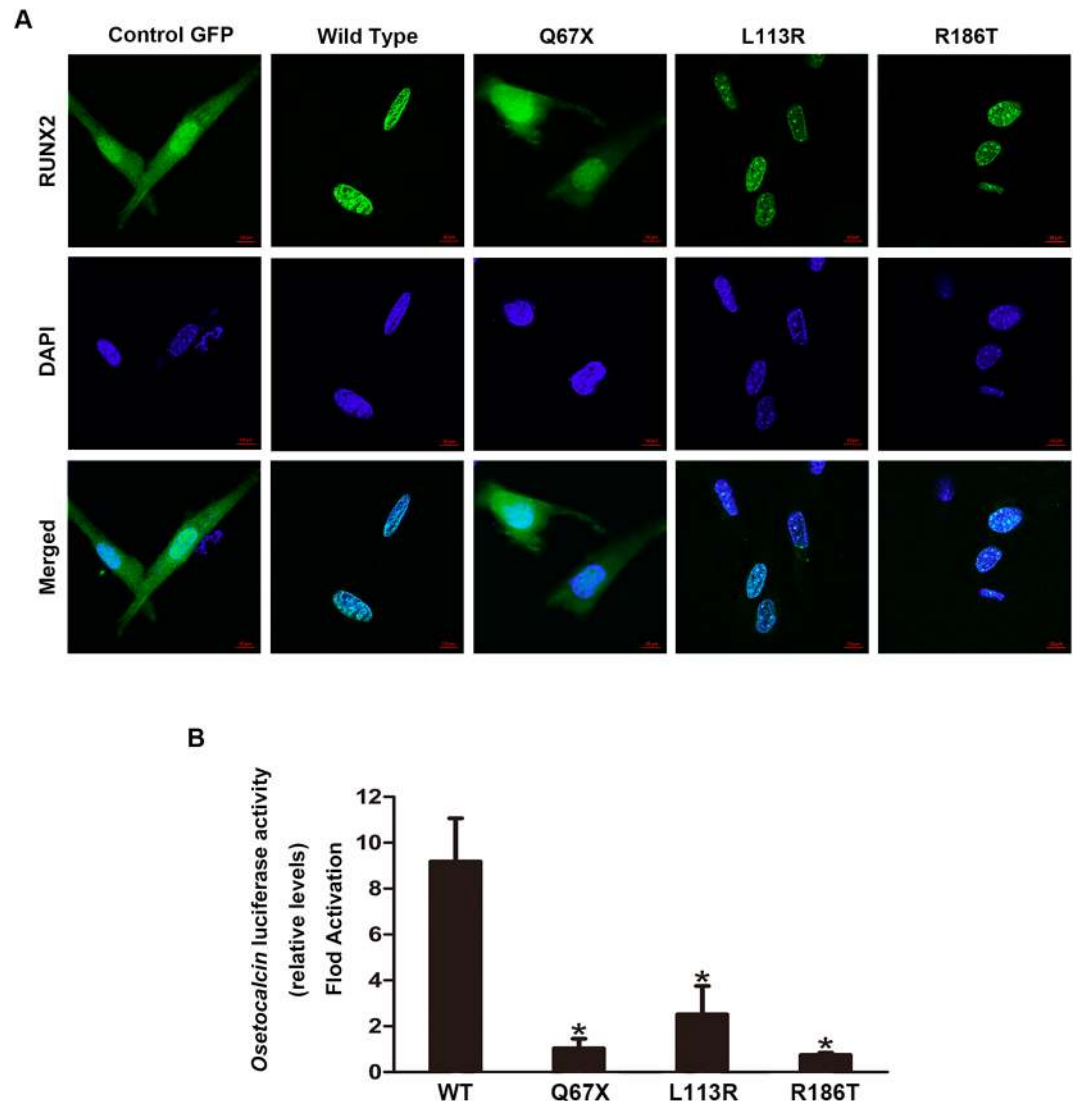 A
Control GFP
Wild Type
Q67X
L113R
R186T
RUNX2
DAPI
Merged
B
Osetocalcin luciferase activity
(relative levels)
Flod Activation
12
10
8
6
4
2
0
*
*
*
WT
Q67X
L113R
R186T